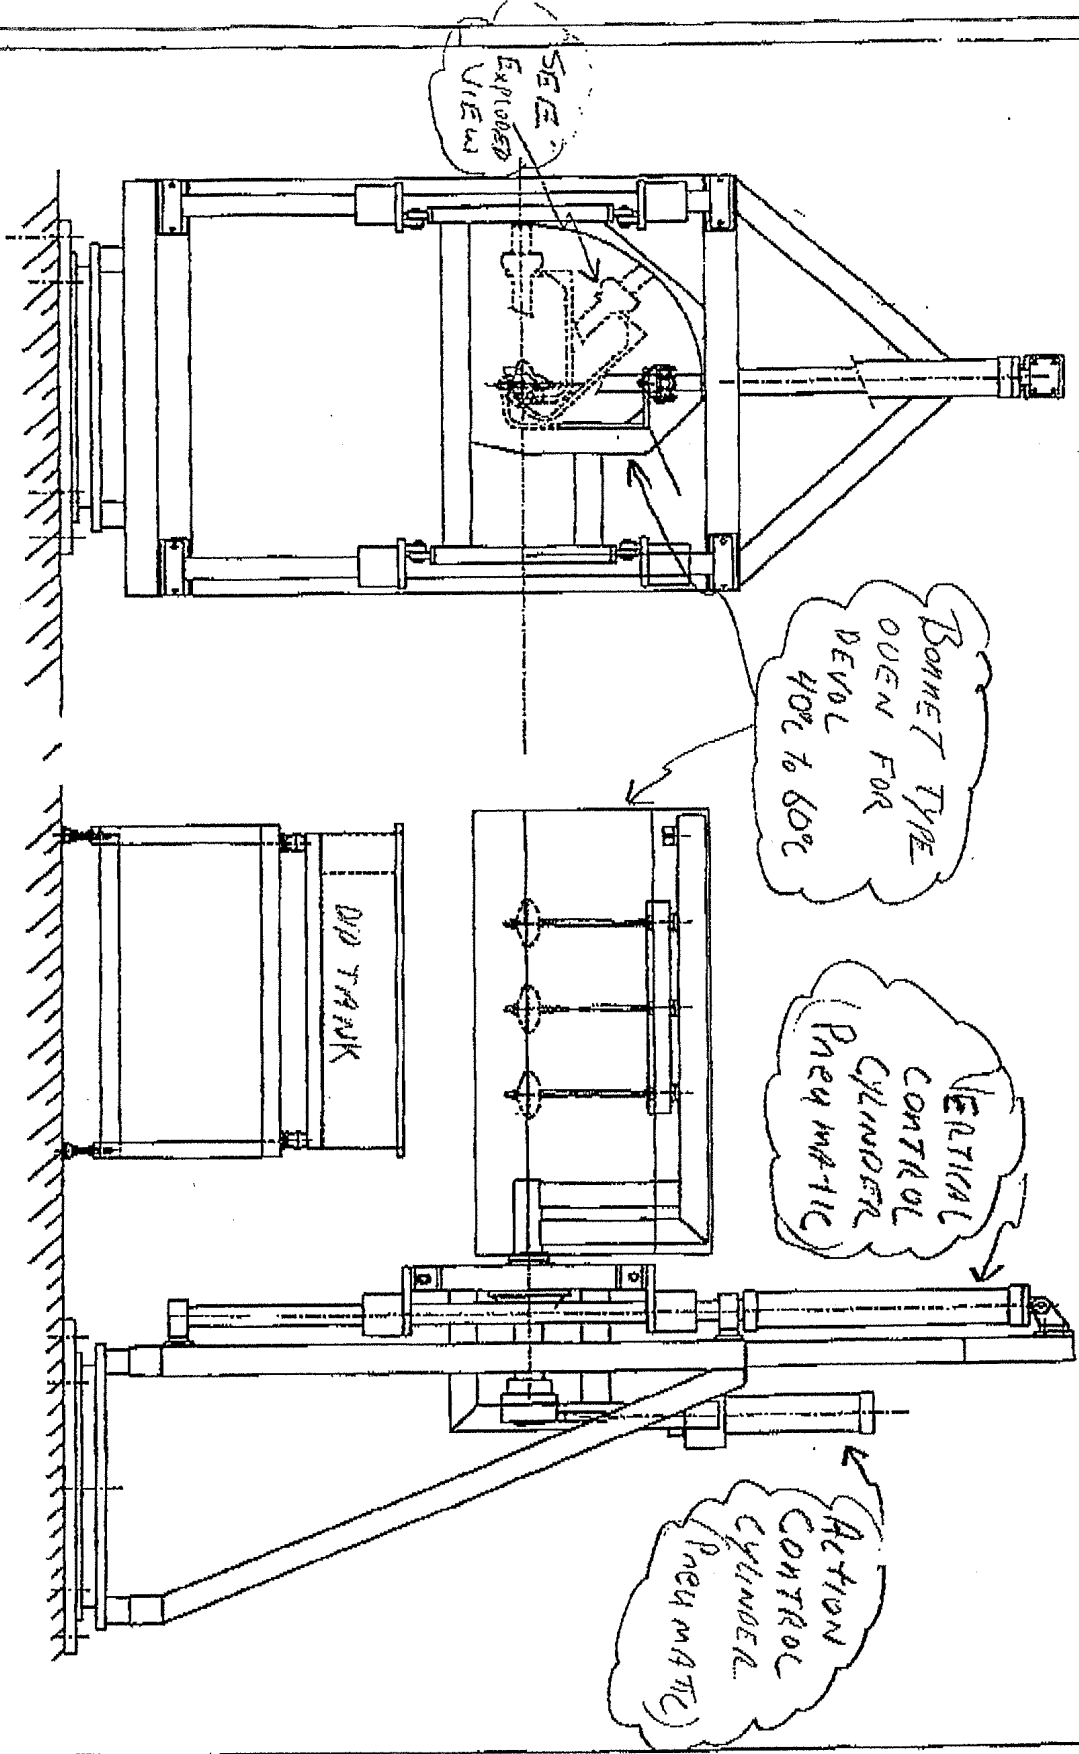 SEE
EXPLODED
VIEW
BONNET TYPE
OVEN FOR
DEVOL
40°C to 60°C
DIP TANK
VERTICAL
CONTROL
CYLINDER
PNEUMATIC
ACTION
CONTROL
CYLINDER
(PNEUMATIC)